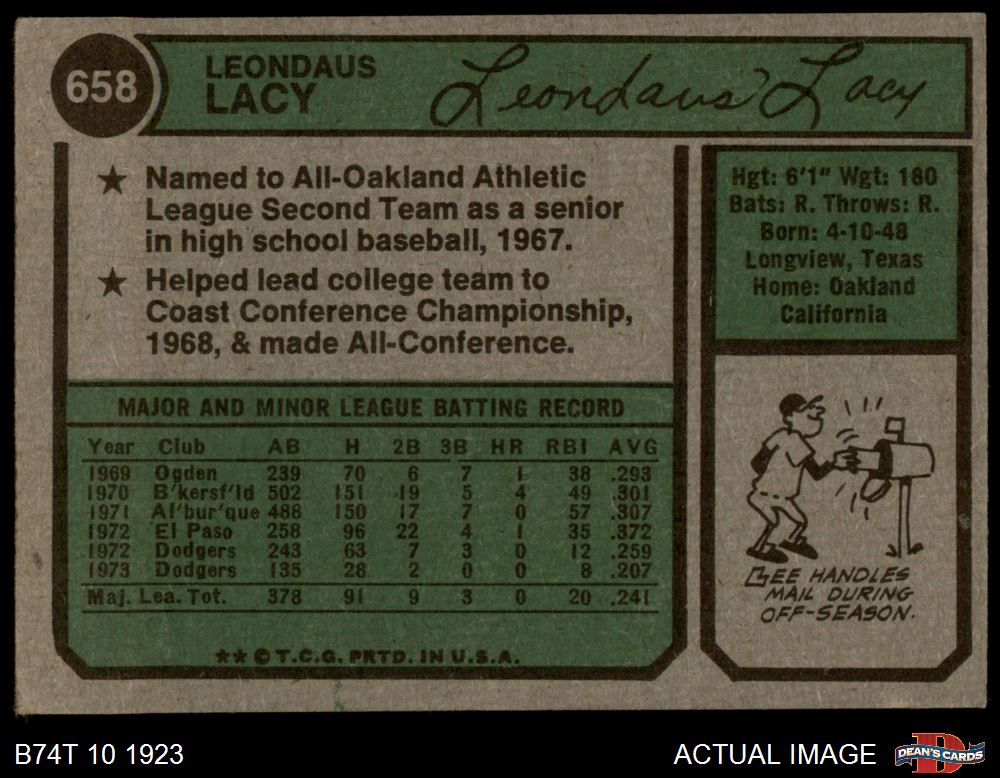 658
LEONDAUS
LACY
Leondaus Lacy
★ Named to All-Oakland Athletic
League Second Team as a senior
in high school baseball, 1967.
★ Helped lead college team to
Coast Conference Championship,
1968, & made All-Conference.
Hgt: 6'1" Wgt: 180
Bats: R. Throws: R.
Born: 4-10-48
Longview, Texas
Home: Oakland
California
MAJOR AND MINOR LEAGUE BATTING RECORD
Year Club AB H 2B 3B HR RBI AVG
1969 Ogden 239 70 6 7 1 38 .293
1970 B'kersf'ld 502 151 19 5 4 49 .301
1971 Al'bur'que 488 150 17 7 0 57 .307
1972 El Paso 258 96 22 4 1 35 .372
1972 Dodgers 243 63 7 3 0 12 .259
1973 Dodgers 135 28 2 0 0 8 .207
Maj. Lea. Tot. 378 91 9 3 0 20 .241
★★ © T.C.G. PRTD. IN U.S.A.
LEE HANDLES
MAIL DURING
OFF-SEASON.
B74T 10 1923
ACTUAL IMAGE
D
DEAN'S CARDS